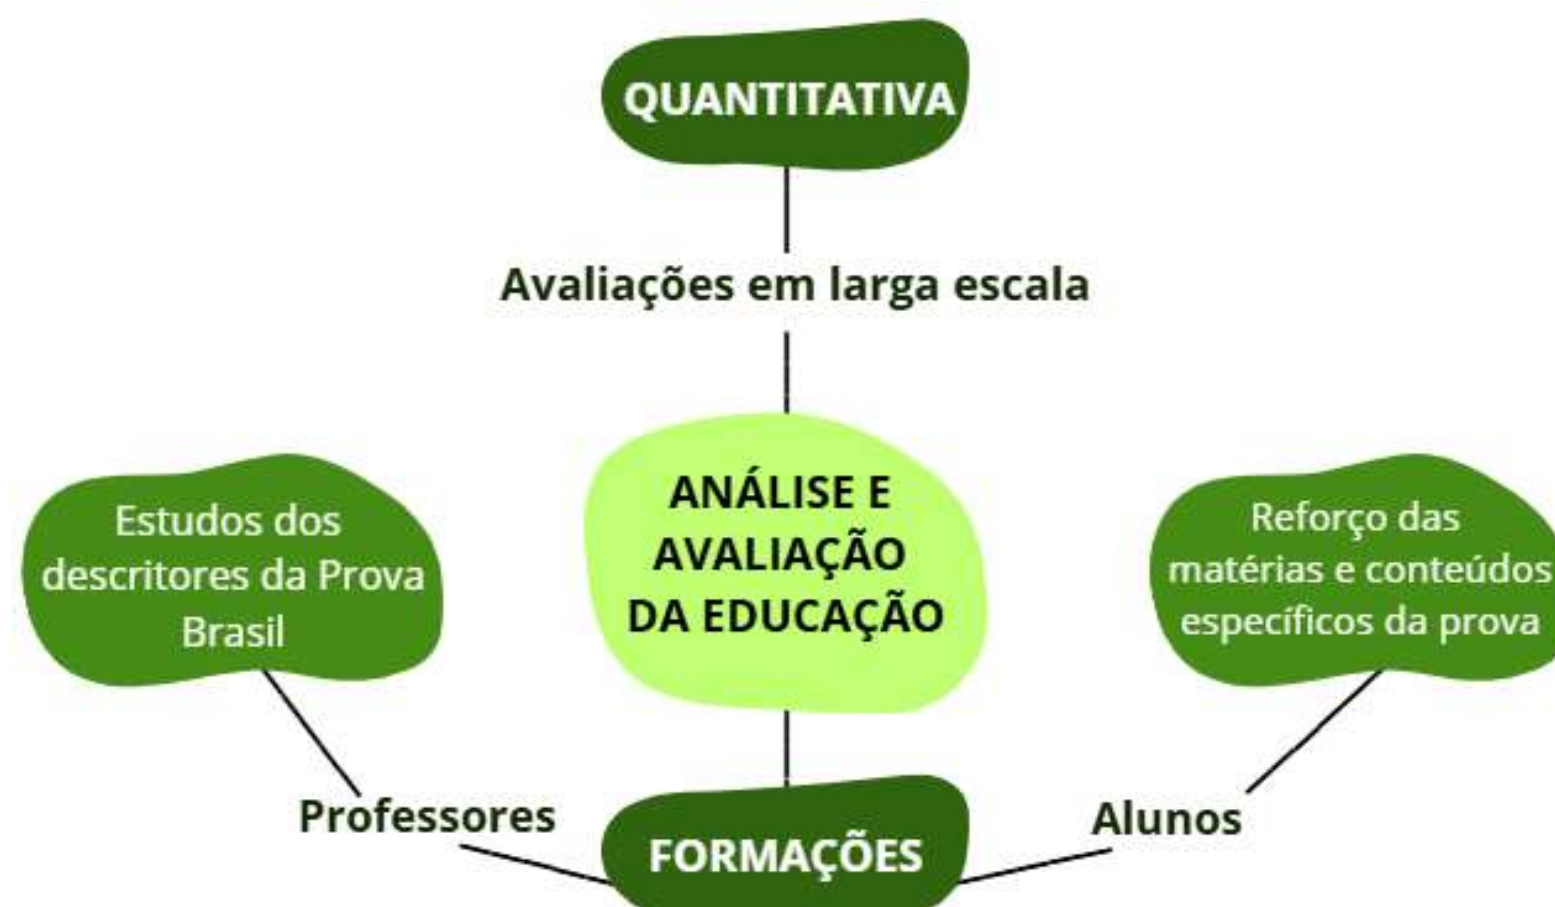 QUANTITATIVA
Avaliações em larga escala
ANÁLISE E
AVALIAÇÃO
DA EDUCAÇÃO
Estudos dos
descritores da Prova
Brasil
Reforço das
matérias e conteúdos
específicos da prova
Professores
Alunos
FORMAÇÕES